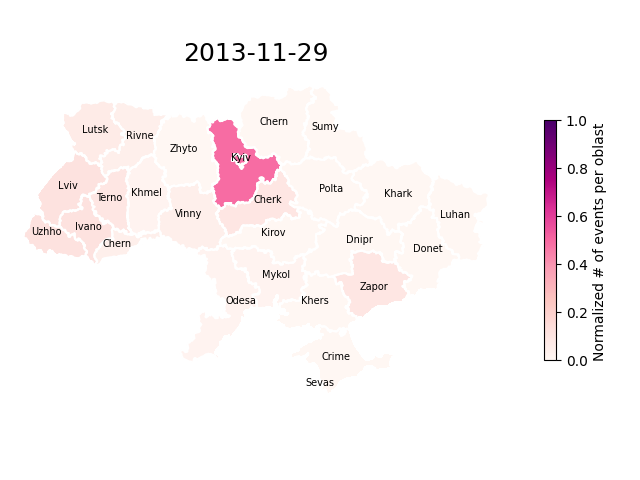 2013-11-29
Chern
Sumy
Lutsk
Rivne
Zhyto
Kyiv
Lviv
Terno
Khmel
Vinny
Cherk
Polta
Khark
Luhan
Uzhho
Ivano
Chern
Kirov
Dnipr
Donet
Mykol
Zapor
Odesa
Khers
Crime
Sevas
1.0
0.8
0.6
0.4
0.2
0.0
Normalized # of events per oblast